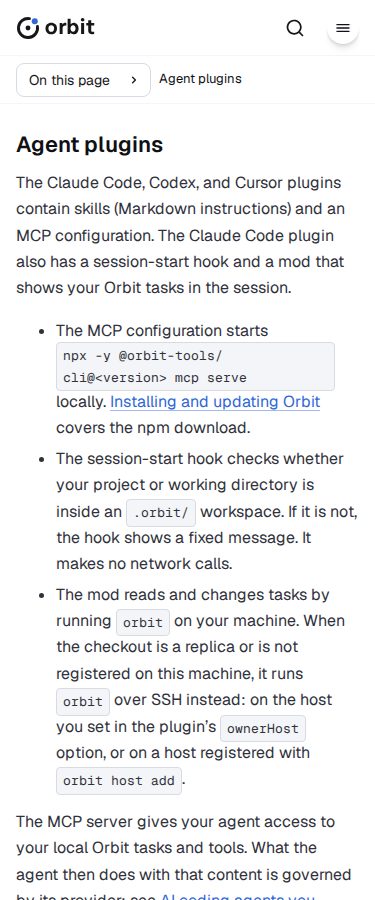 orbit
On this page
Agent plugins
Agent plugins
The Claude Code, Codex, and Cursor plugins
contain skills (Markdown instructions) and an
MCP configuration. The Claude Code plugin
also has a session-start hook and a mod that
shows your Orbit tasks in the session.
The MCP configuration starts
npx -y @orbit-tools/
cli@<version> mcp serve
locally. Installing and updating Orbit
covers the npm download.
The session-start hook checks whether
your project or working directory is
inside an .orbit/ workspace. If it is not,
the hook shows a fixed message. It
makes no network calls.
The mod reads and changes tasks by
running orbit on your machine. When
the checkout is a replica or is not
registered on this machine, it runs
orbit over SSH instead: on the host
you set in the plugin’s ownerHost
option, or on a host registered with
orbit host add.
The MCP server gives your agent access to
your local Orbit tasks and tools. What the
agent then does with that content is governed
by its provider: see